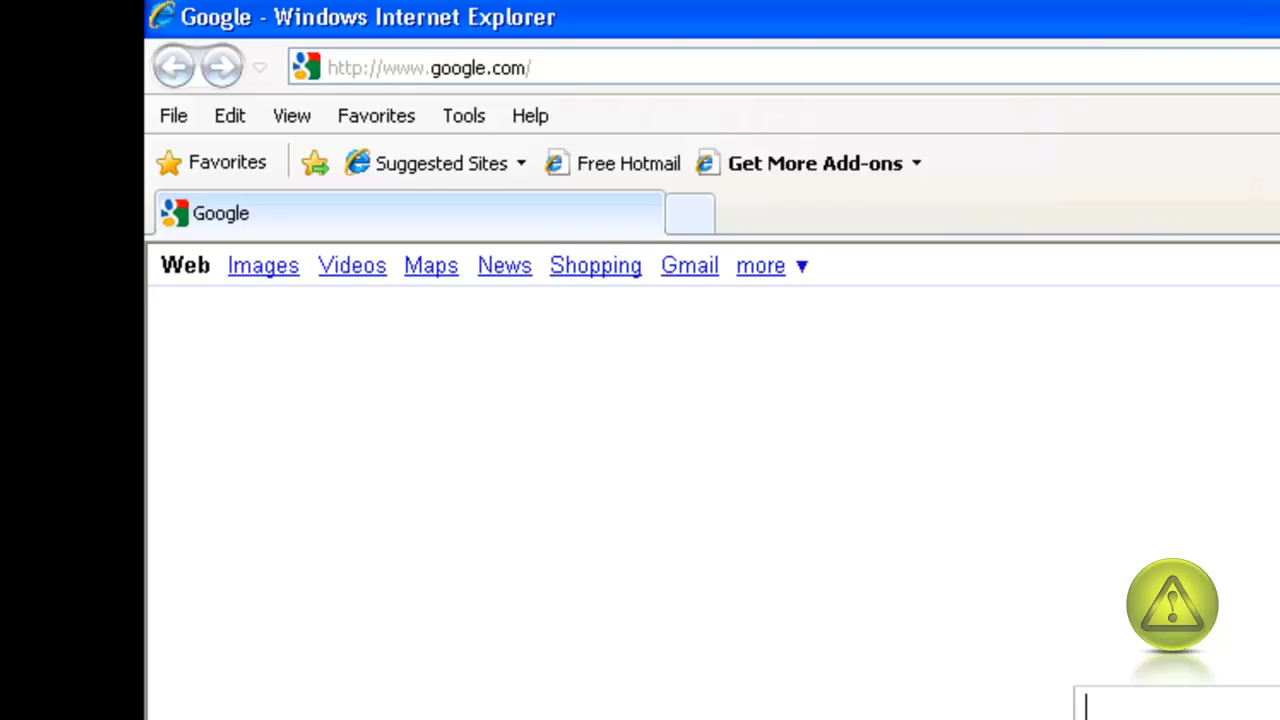 Google - Windows Internet Explorer
http://www.google.com/
File Edit View Favorites Tools Help
Favorites Suggested Sites Free Hotmail Get More Add-ons
Google
Web Images Videos Maps News Shopping Gmail more